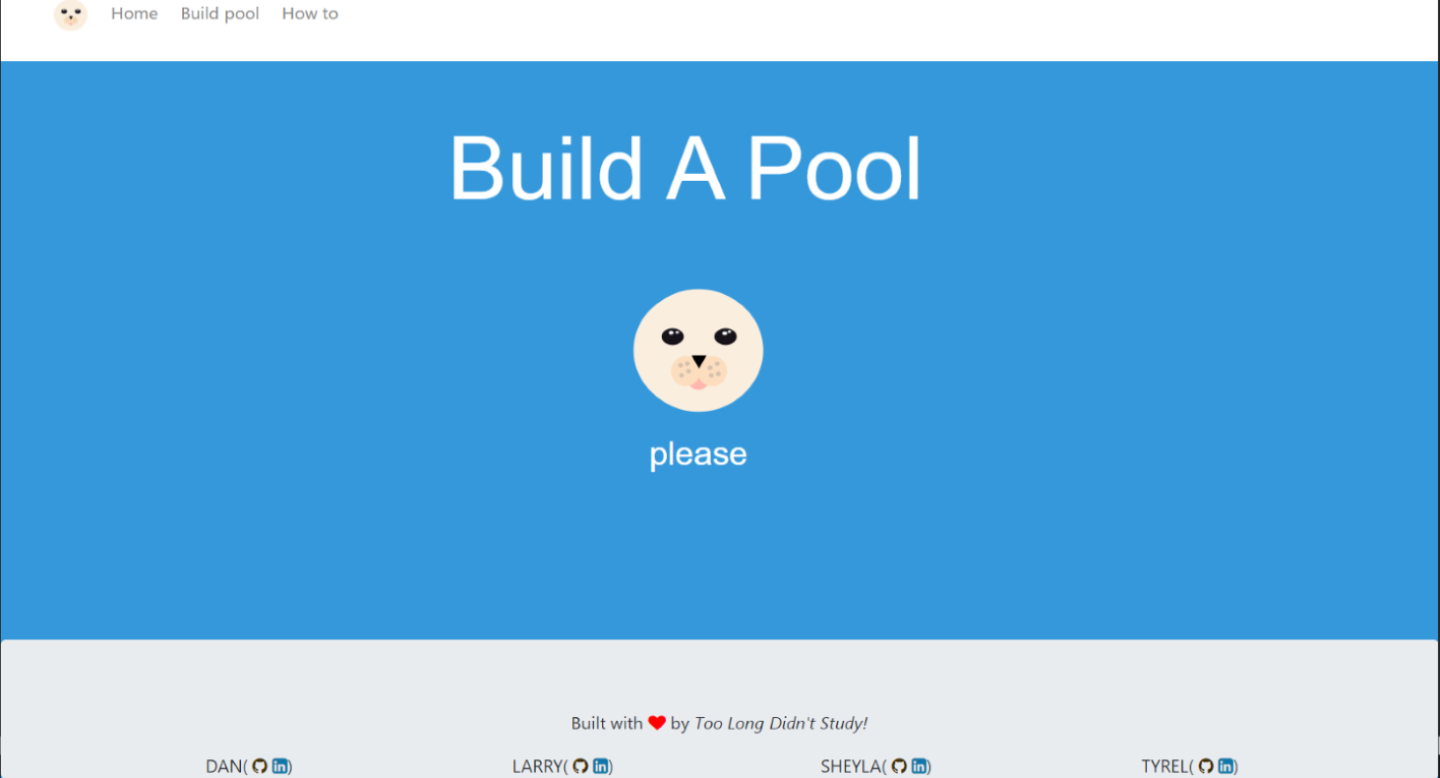 Home Build pool How to
Build A Pool
please
Built with ❤ by Too Long Didn't Study!
DAN( in) LARRY( in) SHEYLA( in) TYREL( in)